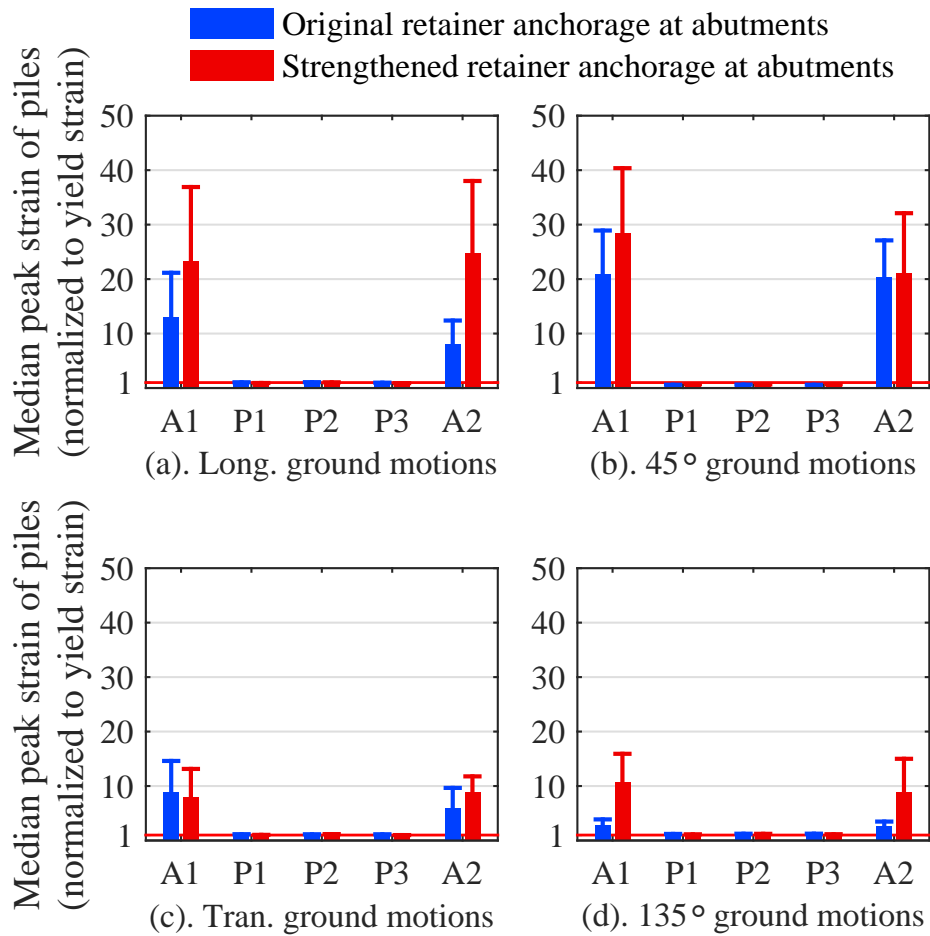 Original retainer anchorage at abutments
Strengthened retainer anchorage at abutments
Median peak strain of piles
(normalized to yield strain)
50
40
30
20
10
1
A1 P1 P2 P3 A2
(a). Long. ground motions
50
40
30
20
10
1
A1 P1 P2 P3 A2
(b). 45° ground motions
Median peak strain of piles
(normalized to yield strain)
50
40
30
20
10
1
A1 P1 P2 P3 A2
(c). Tran. ground motions
50
40
30
20
10
1
A1 P1 P2 P3 A2
(d). 135° ground motions